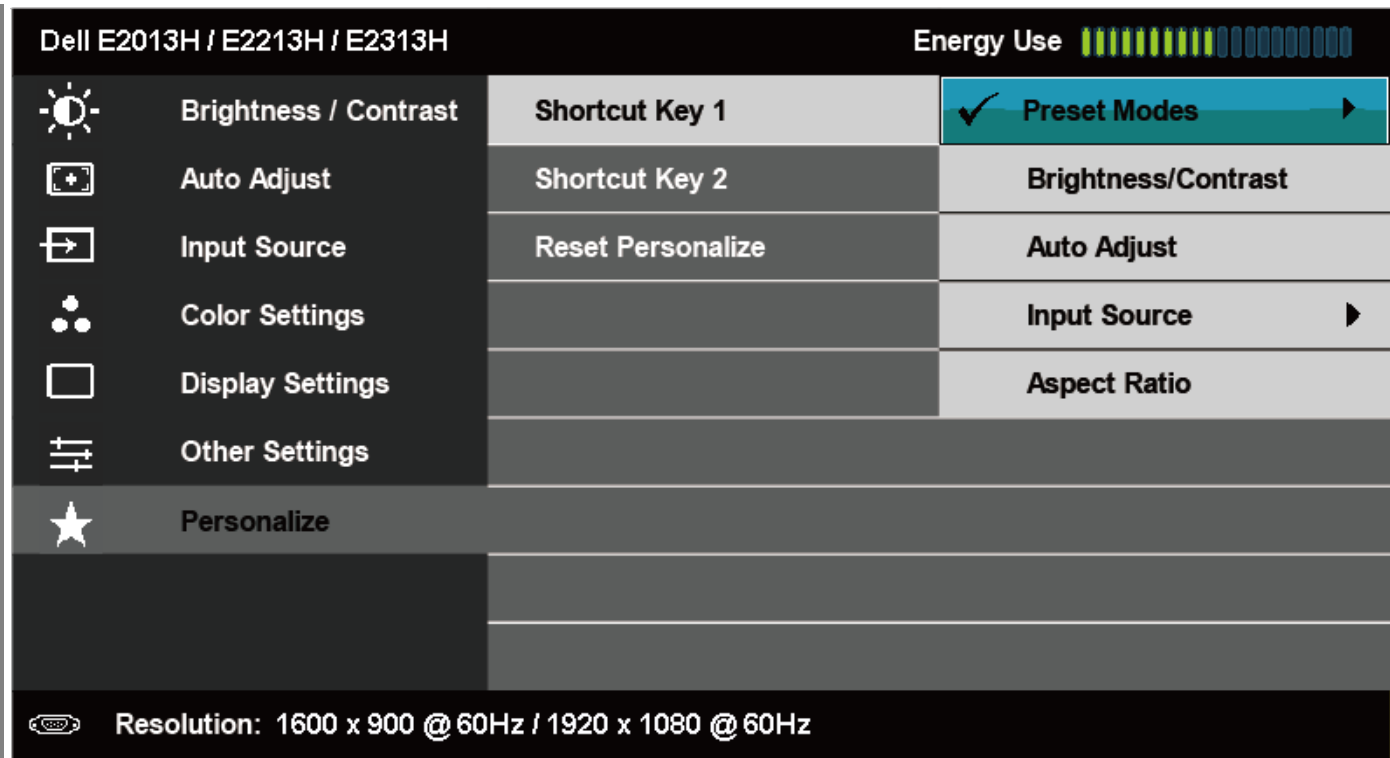 Dell E2013H / E2213H / E2313H Energy Use
Brightness / Contrast Shortcut Key 1 Preset Modes
Auto Adjust Shortcut Key 2 Brightness/Contrast
Input Source Reset Personalize Auto Adjust
Color Settings Input Source
Display Settings Aspect Ratio
Other Settings
Personalize
Resolution: 1600 x 900 @ 60Hz / 1920 x 1080 @ 60Hz